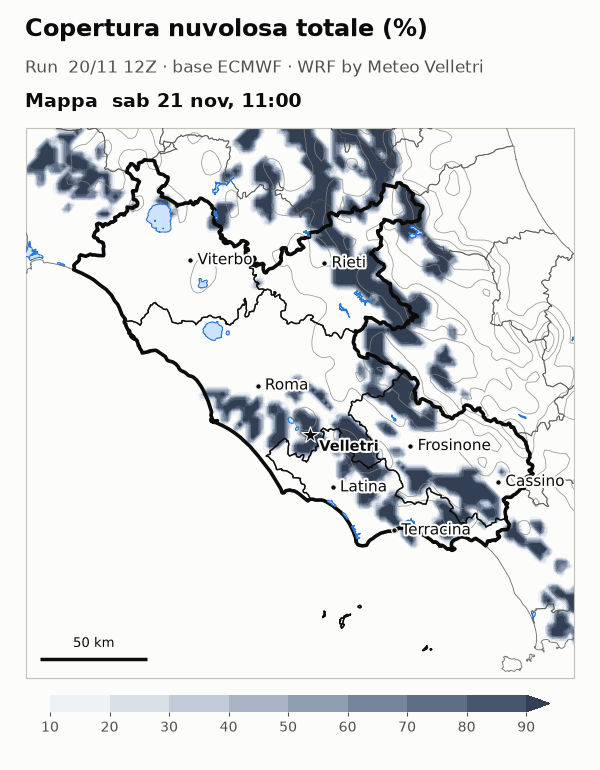 Copertura nuvolosa totale (%)
Run  20/11 12Z · base ECMWF · WRF by Meteo Velletri
Mappa  sab 21 nov, 11:00
Viterbo
Rieti
Roma
Velletri
Frosinone
Cassino
Latina
Terracina
50 km
10 20 30 40 50 60 70 80 90